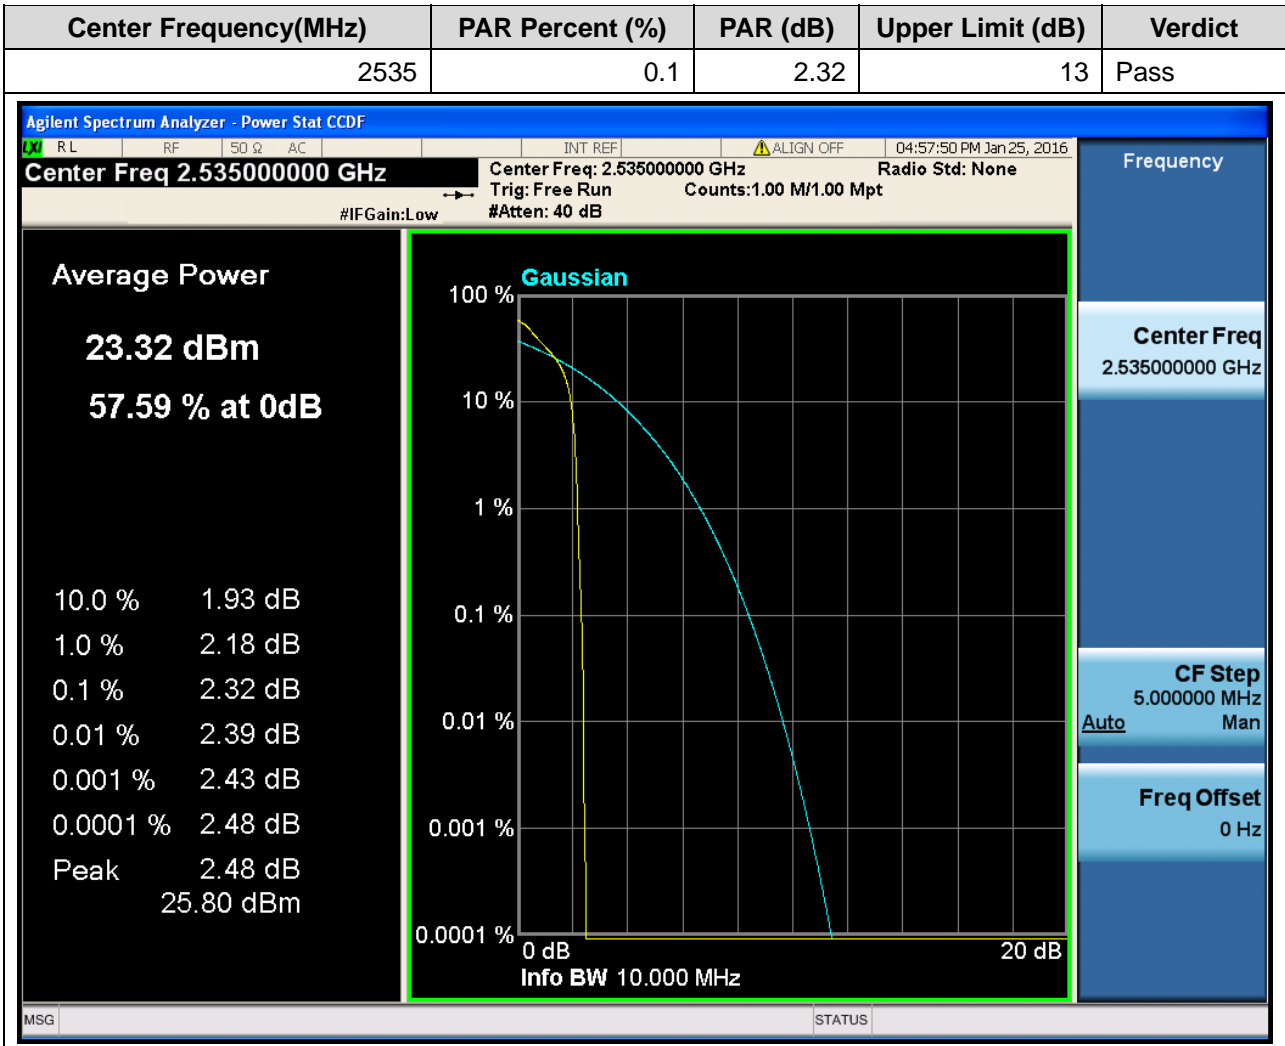 Center Frequency(MHz) PAR Percent (%) PAR (dB) Upper Limit (dB) Verdict
2535 0.1 2.32 13 Pass
Agilent Spectrum Analyzer - Power Stat CCDF
LXI RL RF 50 Ω AC INT REF ALIGN OFF 04:57:50 PM Jan 25, 2016
Center Freq 2.535000000 GHz
#IFGain:Low
Center Freq: 2.535000000 GHz Radio Std: None
Trig: Free Run Counts:1.00 M/1.00 Mpt
#Atten: 40 dB
Average Power
23.32 dBm
57.59 % at 0dB
10.0 % 1.93 dB
1.0 % 2.18 dB
0.1 % 2.32 dB
0.01 % 2.39 dB
0.001 % 2.43 dB
0.0001 % 2.48 dB
Peak 2.48 dB
25.80 dBm
Gaussian
100 %
10 %
1 %
0.1 %
0.01 %
0.001 %
0.0001 %
0 dB 20 dB
Info BW 10.000 MHz
Frequency
Center Freq
2.535000000 GHz
CF Step
5.000000 MHz
Auto Man
Freq Offset
0 Hz
MSG STATUS